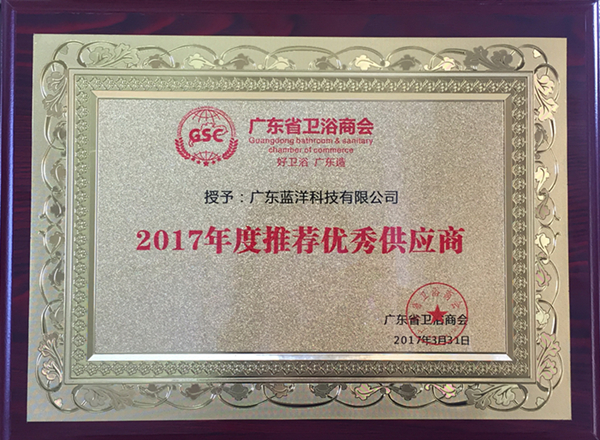 GSC
广东省卫浴商会
Guangdong bathroom & sanitary
chamber of commerce
好卫浴 广东造
授予：广东蓝洋科技有限公司
2017年度推荐优秀供应商
广东省卫浴商会
2017年3月31日